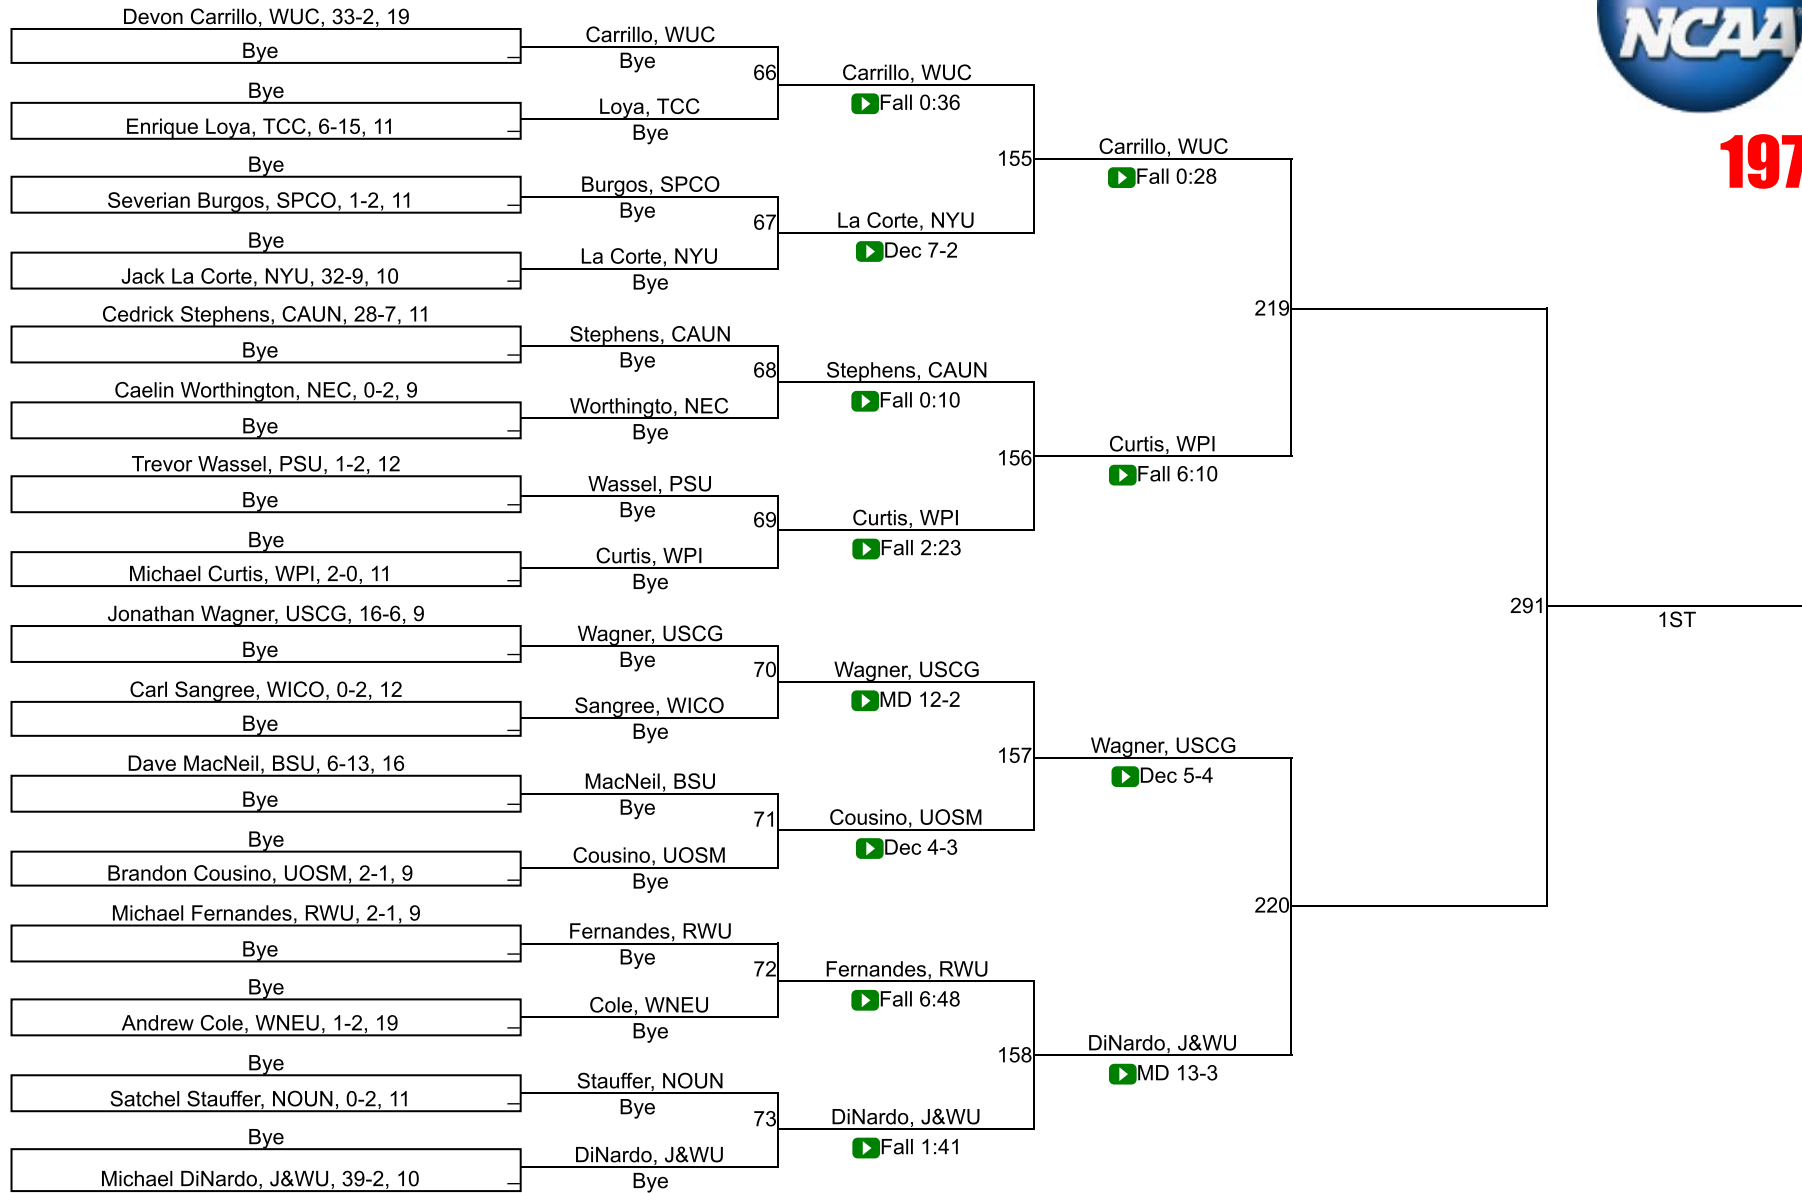 Devon Carrillo, WUC, 33-2, 19
Bye
Bye
Enrique Loya, TCC, 6-15, 11
Bye
Severian Burgos, SPCO, 1-2, 11
Bye
Jack La Corte, NYU, 32-9, 10
Cedrick Stephens, CAUN, 28-7, 11
Bye
Caelin Worthington, NEC, 0-2, 9
Bye
Trevor Wassel, PSU, 1-2, 12
Bye
Bye
Michael Curtis, WPI, 2-0, 11
Jonathan Wagner, USCG, 16-6, 9
Bye
Carl Sangree, WICO, 0-2, 12
Bye
Dave MacNeil, BSU, 6-13, 16
Bye
Bye
Brandon Cousino, UOSM, 2-1, 9
Michael Fernandes, RWU, 2-1, 9
Bye
Bye
Andrew Cole, WNEU, 1-2, 19
Bye
Satchel Stauffer, NOUN, 0-2, 11
Bye
Michael DiNardo, J&WU, 39-2, 10
Carrillo, WUC
Bye
66
Loya, TCC
Bye
Burgos, SPCO
Bye
67
La Corte, NYU
Bye
Stephens, CAUN
Bye
68
Worthingto, NEC
Bye
Wassel, PSU
Bye
69
Curtis, WPI
Bye
Wagner, USCG
Bye
70
Sangree, WICO
Bye
MacNeil, BSU
Bye
71
Cousino, UOSM
Bye
Fernandes, RWU
Bye
72
Cole, WNEU
Bye
Stauffer, NOUN
Bye
73
DiNardo, J&WU
Bye
Carrillo, WUC
Fall 0:36
155
La Corte, NYU
Dec 7-2
Stephens, CAUN
Fall 0:10
156
Curtis, WPI
Fall 2:23
Wagner, USCG
MD 12-2
157
Cousino, UOSM
Dec 4-3
Fernandes, RWU
Fall 6:48
158
DiNardo, J&WU
Fall 1:41
Carrillo, WUC
Fall 0:28
219
Curtis, WPI
Fall 6:10
Wagner, USCG
Dec 5-4
220
DiNardo, J&WU
MD 13-3
291
1ST
NCAA
197